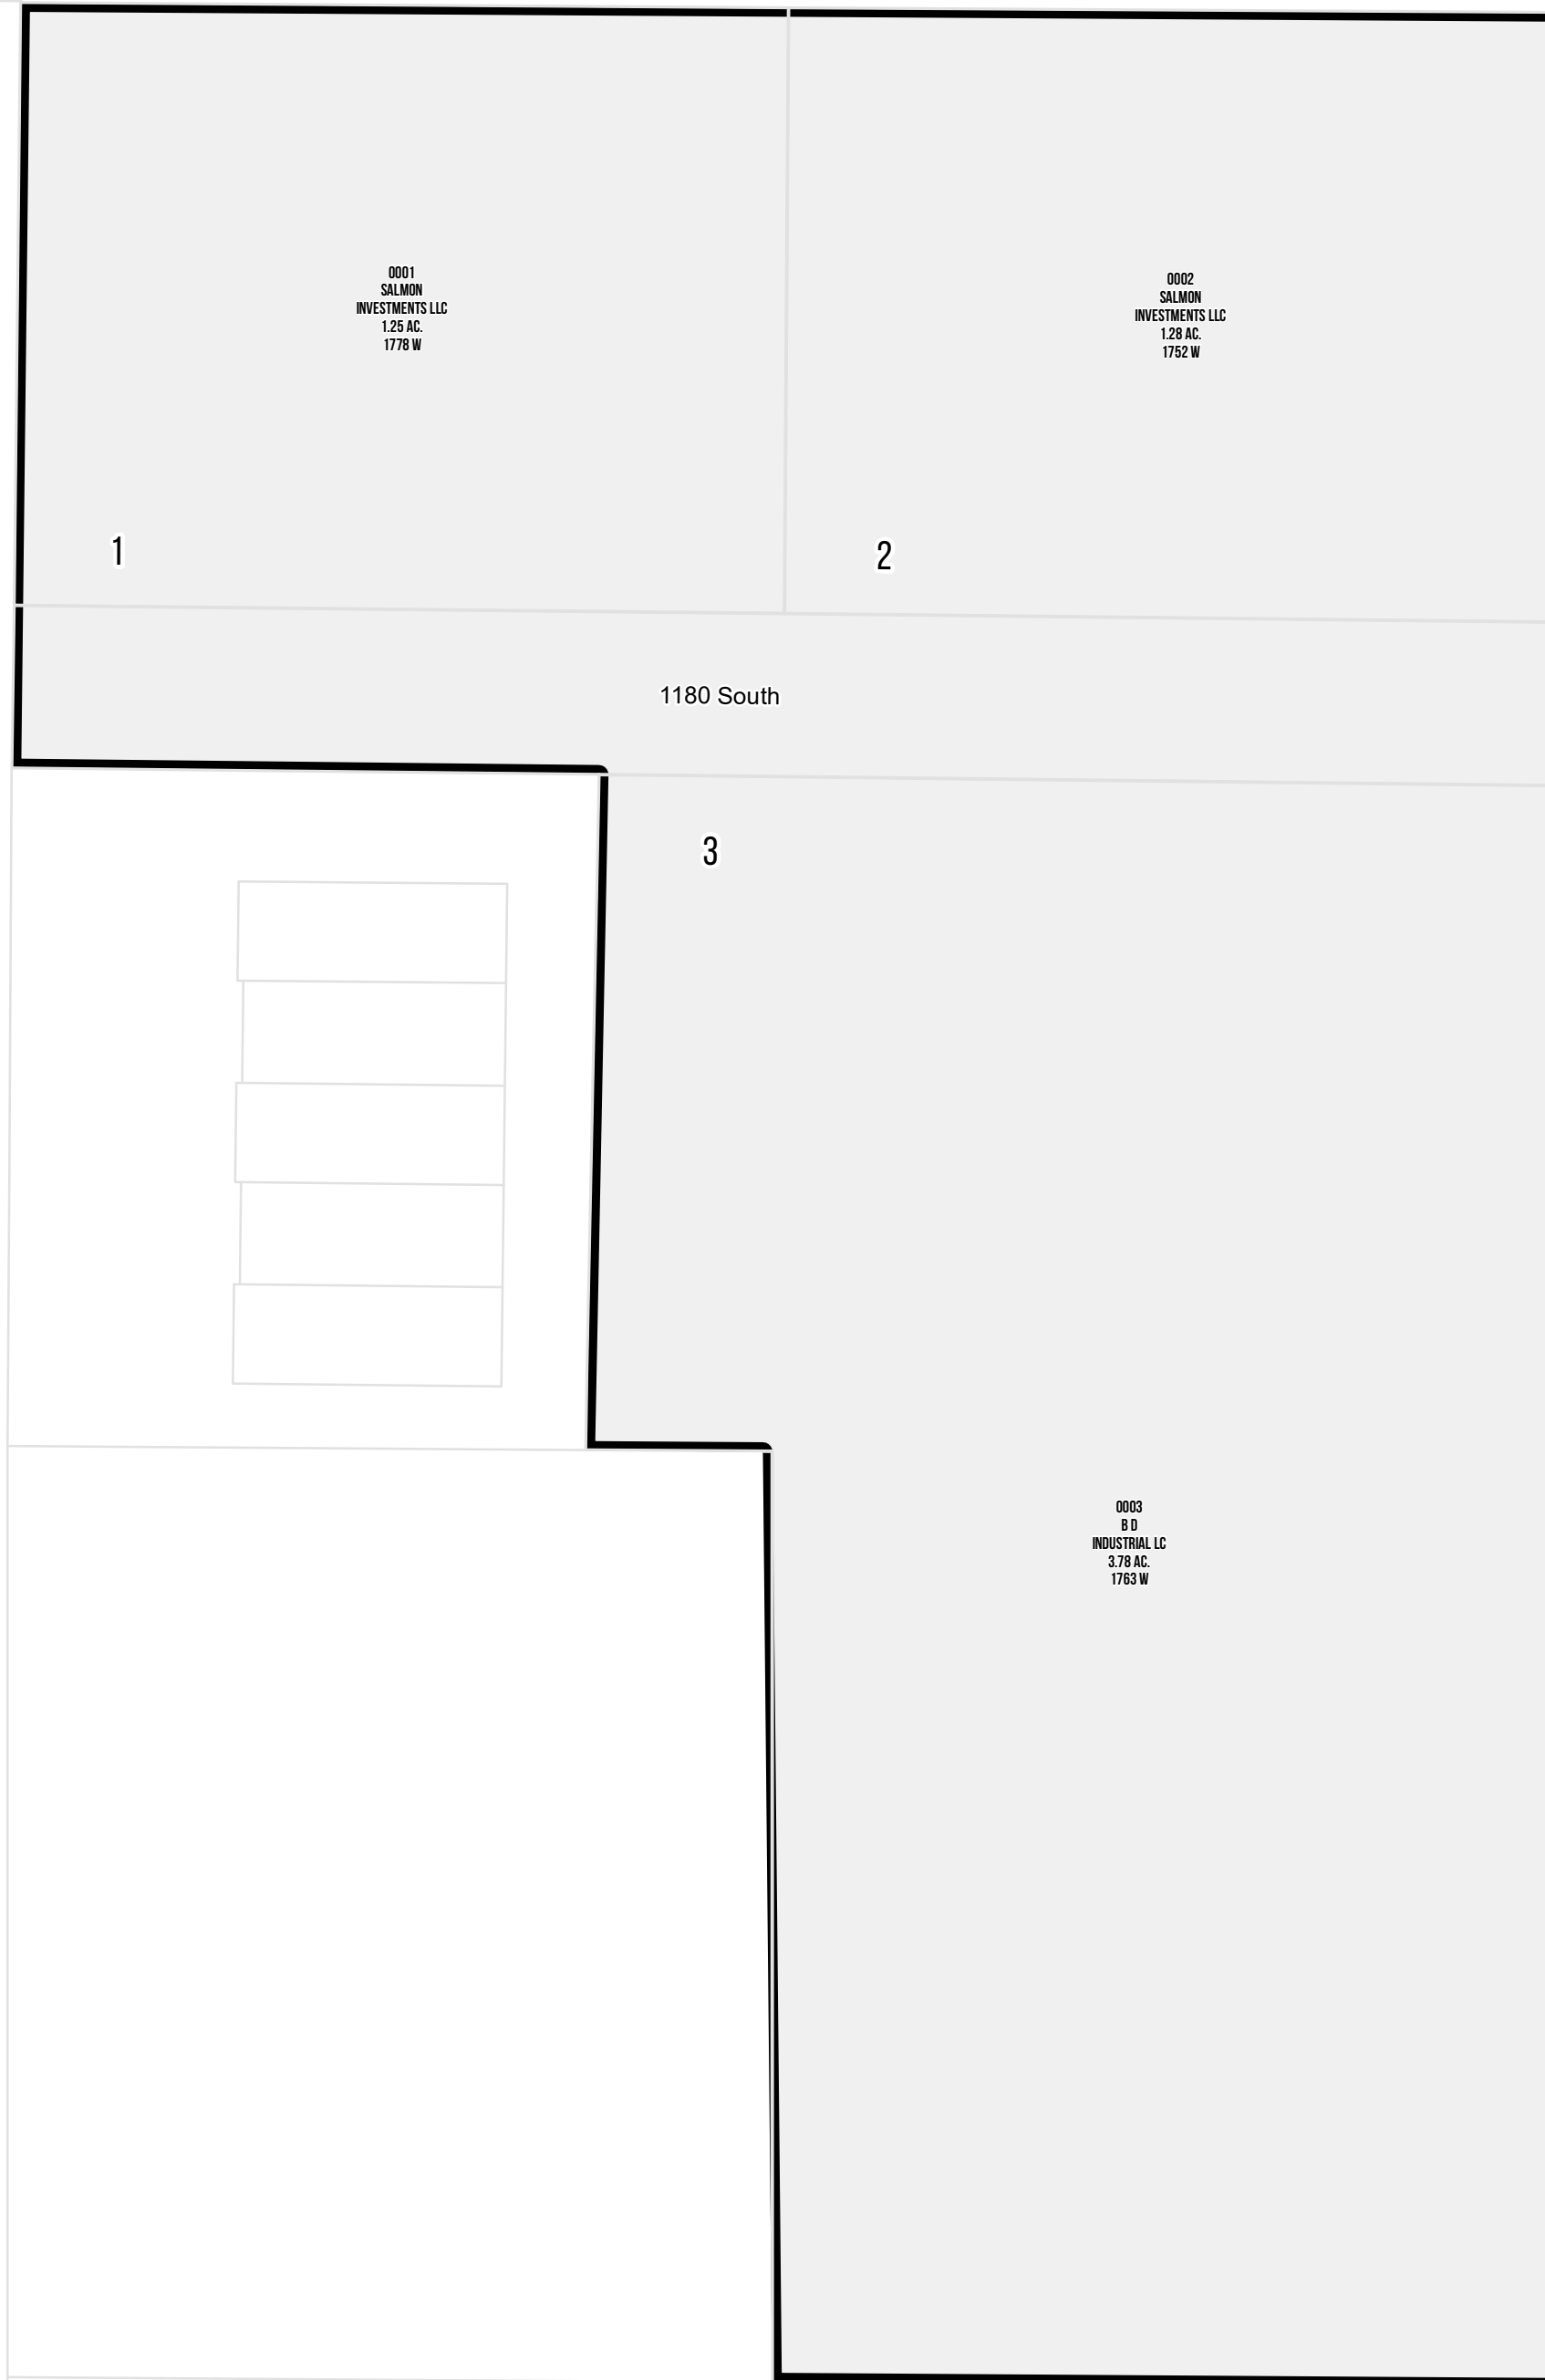 0001
SALMON
INVESTMENTS LLC
1.25 AC.
1778 W
0002
SALMON
INVESTMENTS LLC
1.28 AC.
1752 W
1
2
1180 South
3
0003
B D
INDUSTRIAL LC
3.78 AC.
1763 W